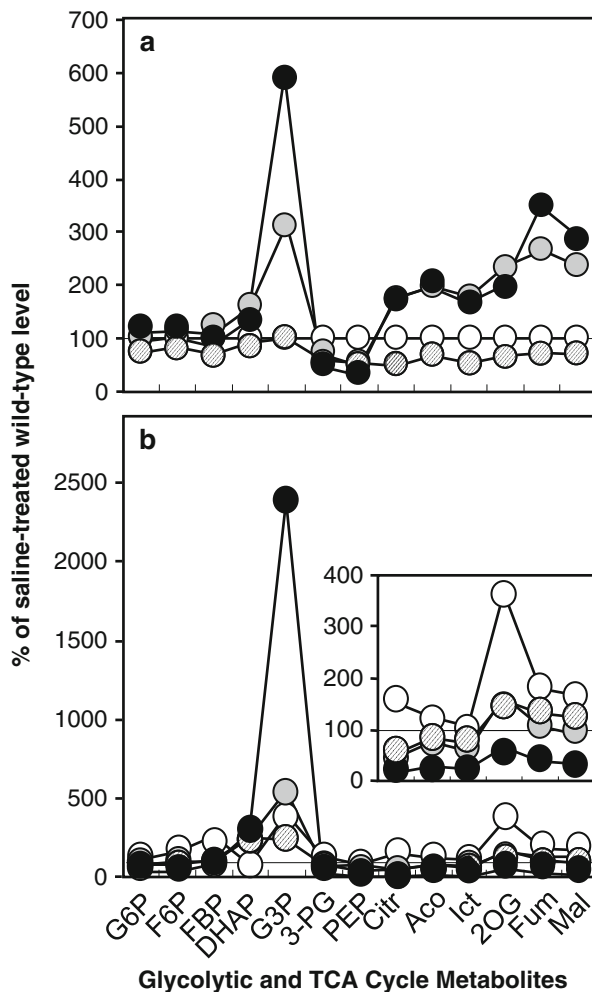 % of saline-treated wild-type level
700
600
500
400
300
200
100
0
a
b
2500
2000
1500
1000
500
0
400
300
200
100
0
G6P
F6P
FBP
DHAP
G3P
3-PG
PEP
Citr
Aco
Ict
2OG
Fum
Mal
Glycolytic and TCA Cycle Metabolites